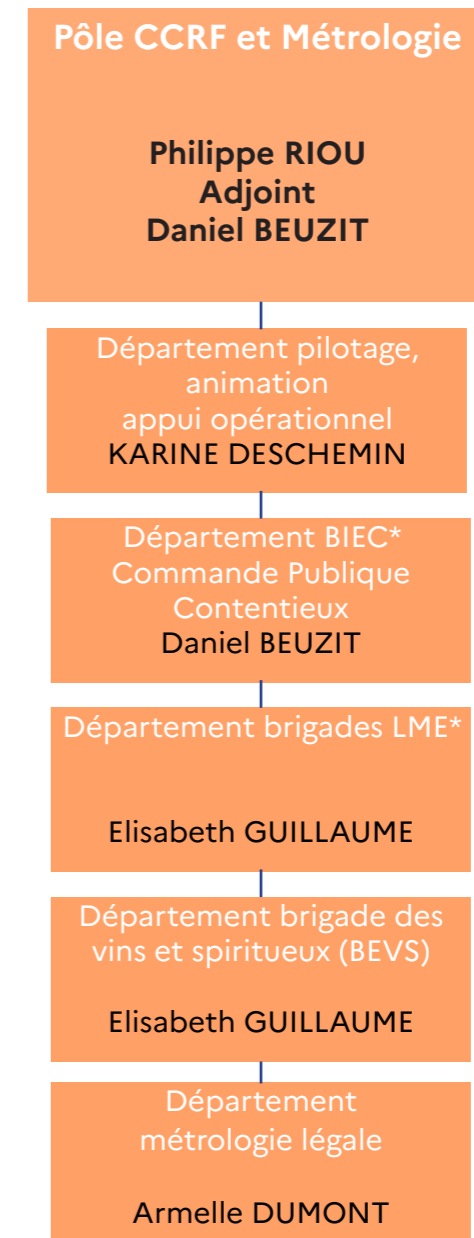 Pôle CCRF et Métrologie
Philippe RIOU
Adjoint
Daniel BEUZIT
Département pilotage,
animation
appui opérationnel
KARINE DESCHEMIN
Département BIEC*
Commande Publique
Contentieux
Daniel BEUZIT
Département brigades LME*
Elisabeth GUILLAUME
Département brigade des
vins et spiritueux (BEVS)
Elisabeth GUILLAUME
Département
métrologie légale
Armelle DUMONT